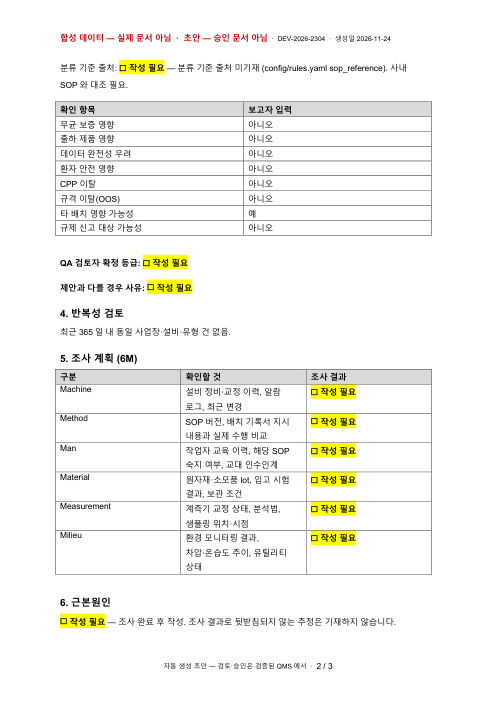 합성 데이터 — 실제 문서 아님 · 초안 — 승인 문서 아님 · DEV-2026-2304 · 생성일 2026-11-24
분류 기준 출처: ☐ 작성 필요 — 분류 기준 출처 미기재 (config/rules.yaml sop_reference). 사내
SOP 와 대조 필요.
확인 항목 보고자 입력
무균 보증 영향 아니오
출하 제품 영향 아니오
데이터 완전성 우려 아니오
환자 안전 영향 아니오
CPP 이탈 아니오
규격 이탈(OOS) 아니오
타 배치 영향 가능성 예
규제 신고 대상 가능성 아니오
QA 검토자 확정 등급: ☐ 작성 필요
제안과 다를 경우 사유: ☐ 작성 필요
4. 반복성 검토
최근 365 일 내 동일 사업장·설비·유형 건 없음.
5. 조사 계획 (6M)
구분 확인할 것 조사 결과
Machine 설비 정비·교정 이력, 알람 ☐ 작성 필요
로그, 최근 변경
Method SOP 버전, 배치 기록서 지시 ☐ 작성 필요
내용과 실제 수행 비교
Man 작업자 교육 이력, 해당 SOP ☐ 작성 필요
숙지 여부, 교대 인수인계
Material 원자재·소모품 lot, 입고 시험 ☐ 작성 필요
결과, 보관 조건
Measurement 계측기 교정 상태, 분석법, ☐ 작성 필요
샘플링 위치·시점
Milieu 환경 모니터링 결과, ☐ 작성 필요
차압·온습도 추이, 유틸리티
상태
6. 근본원인
☐ 작성 필요 — 조사 완료 후 작성. 조사 결과로 뒷받침되지 않는 추정은 기재하지 않습니다.
자동 생성 초안 — 검토·승인은 검증된 QMS 에서 · 2 / 3